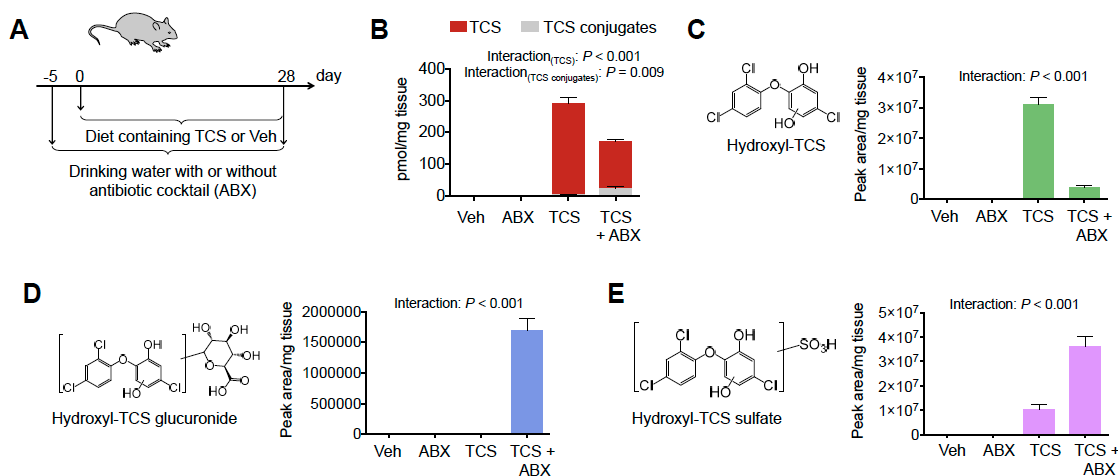 A
-5 0 28 day
Diet containing TCS or Veh
Drinking water with or without
antibiotic cocktail (ABX)
B
TCS TCS conjugates
Interaction(TCS): P < 0.001
Interaction(TCS conjugates): P = 0.009
pmol/mg tissue
400
300
200
100
0
Veh ABX TCS TCS
+ ABX
C
Cl O OH
Cl HO Cl
Hydroxyl-TCS
Interaction: P < 0.001
Peak area/mg tissue
4×10⁷
3×10⁷
2×10⁷
1×10⁷
0
Veh ABX TCS TCS +
ABX
D
Cl O OH
Cl HO Cl
HO OH
HO OH
O
HO O
Hydroxyl-TCS glucuronide
Interaction: P < 0.001
Peak area/mg tissue
2000000
1500000
1000000
500000
0
Veh ABX TCS TCS +
ABX
E
Cl O OH
Cl HO Cl
SO₃H
Hydroxyl-TCS sulfate
Interaction: P < 0.001
Peak area/mg tissue
5×10⁷
4×10⁷
3×10⁷
2×10⁷
1×10⁷
0
Veh ABX TCS TCS +
ABX